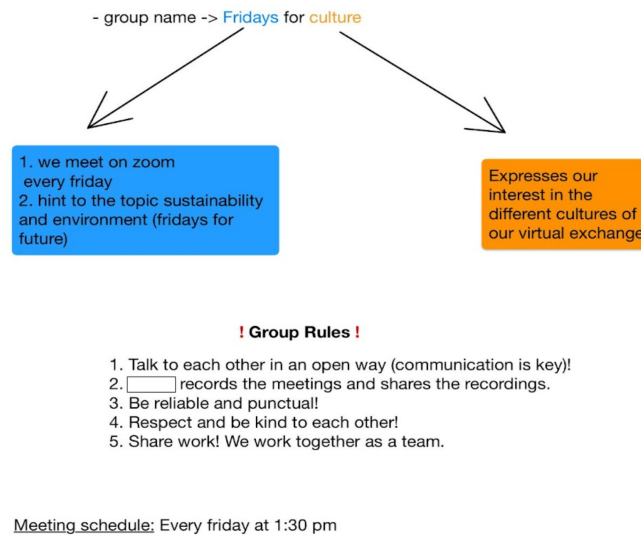 - group name -> Fridays for culture
1. we meet on zoom
every friday
2. hint to the topic sustainability
and environment (fridays for
future)
Expresses our
interest in the
different cultures of
our virtual exchange
! Group Rules !
1. Talk to each other in an open way (communication is key)!
2. records the meetings and shares the recordings.
3. Be reliable and punctual!
4. Respect and be kind to each other!
5. Share work! We work together as a team.
Meeting schedule: Every friday at 1:30 pm